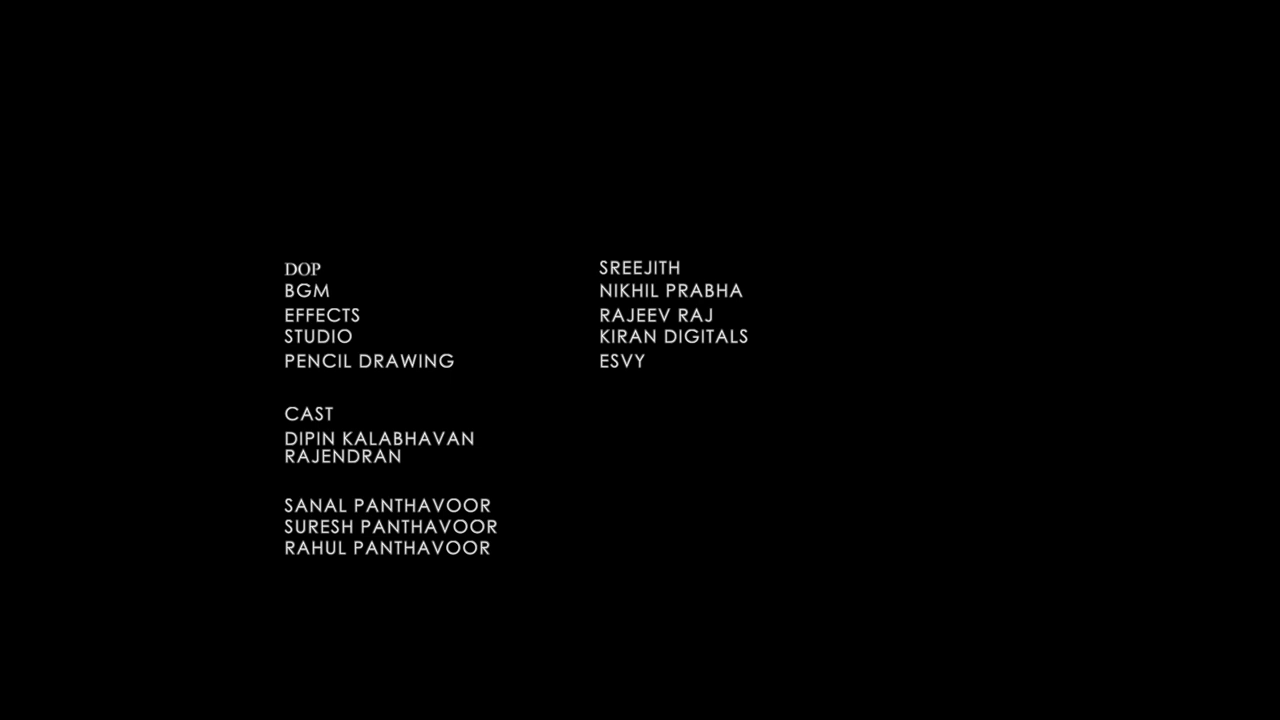 DOP SREEJITH
BGM NIKHIL PRABHA
EFFECTS RAJEEV RAJ
STUDIO KIRAN DIGITALS
PENCIL DRAWING ESVY
CAST
DIPIN KALABHAVAN
RAJENDRAN
SANAL PANTHAVOOR
SURESH PANTHAVOOR
RAHUL PANTHAVOOR